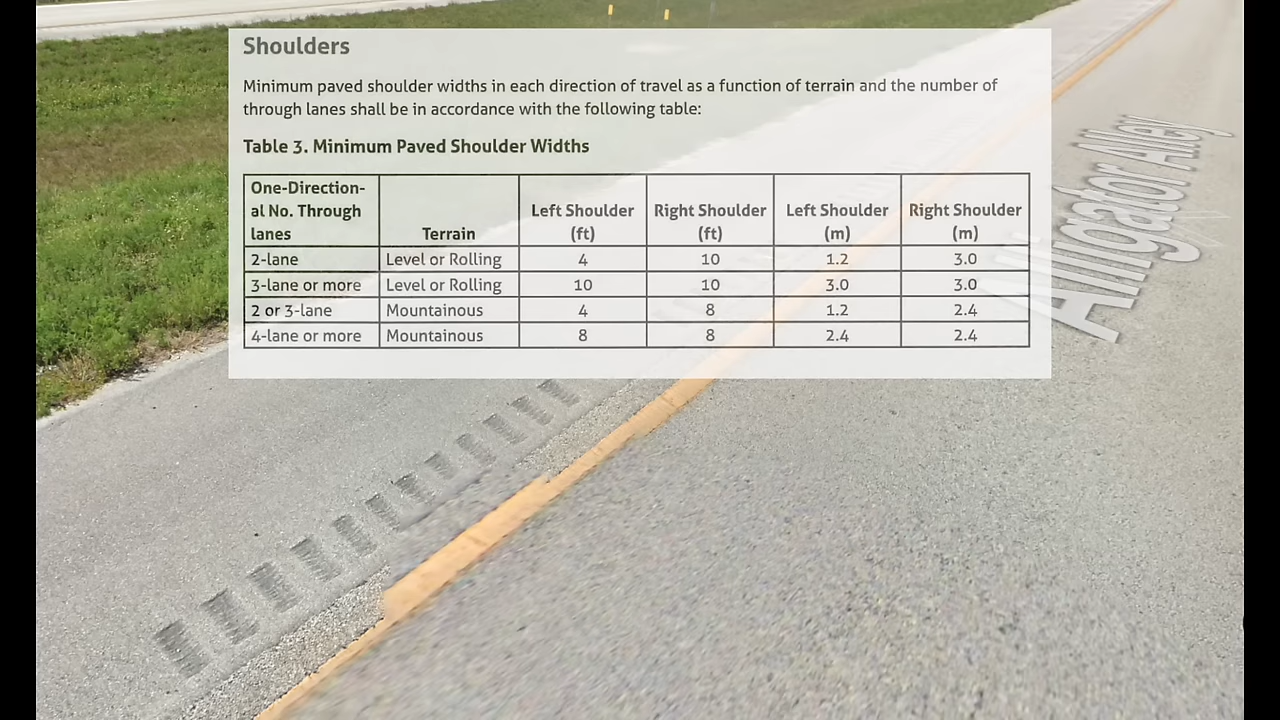 Shoulders
Minimum paved shoulder widths in each direction of travel as a function of terrain and the number of
through lanes shall be in accordance with the following table:
Table 3. Minimum Paved Shoulder Widths
One-Direction-
al No. Through
lanes
Terrain
Left Shoulder
(ft)
Right Shoulder
(ft)
Left Shoulder
(m)
Right Shoulder
(m)
2-lane Level or Rolling 4 10 1.2 3.0
3-lane or more Level or Rolling 10 10 3.0 3.0
2 or 3-lane Mountainous 4 8 1.2 2.4
4-lane or more Mountainous 8 8 2.4 2.4
Alligator Alley